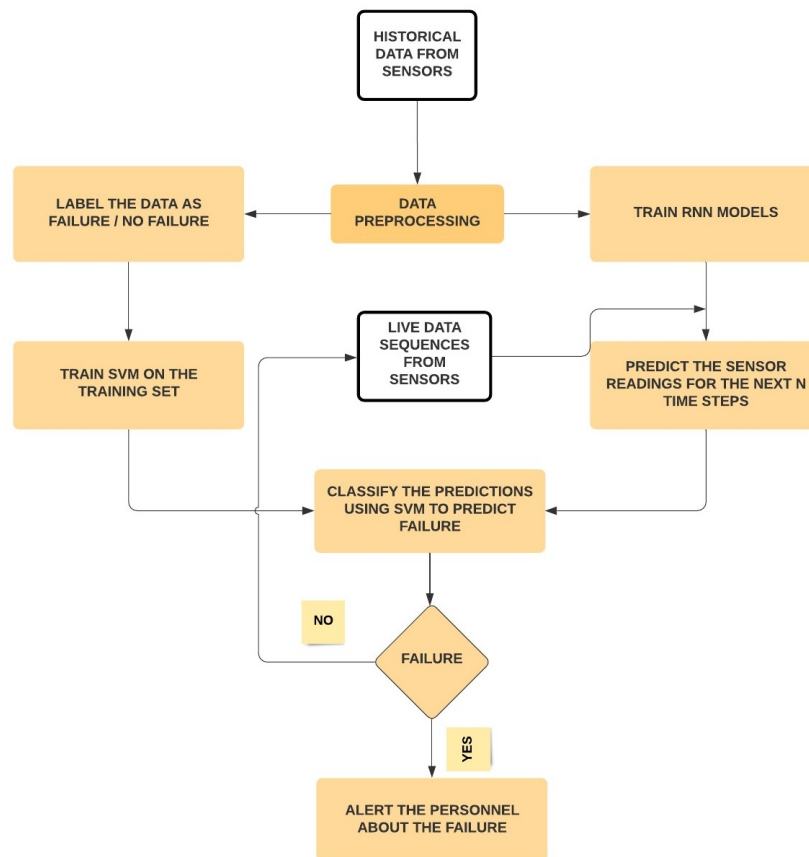 HISTORICAL
DATA FROM
SENSORS
LABEL THE DATA AS
FAILURE / NO FAILURE
DATA
PREPROCESSING
TRAIN RNN MODELS
TRAIN SVM ON THE
TRAINING SET
LIVE DATA
SEQUENCES
FROM
SENSORS
PREDICT THE SENSOR
READINGS FOR THE NEXT N
TIME STEPS
CLASSIFY THE PREDICTIONS
USING SVM TO PREDICT
FAILURE
NO
FAILURE
YES
ALERT THE PERSONNEL
ABOUT THE FAILURE